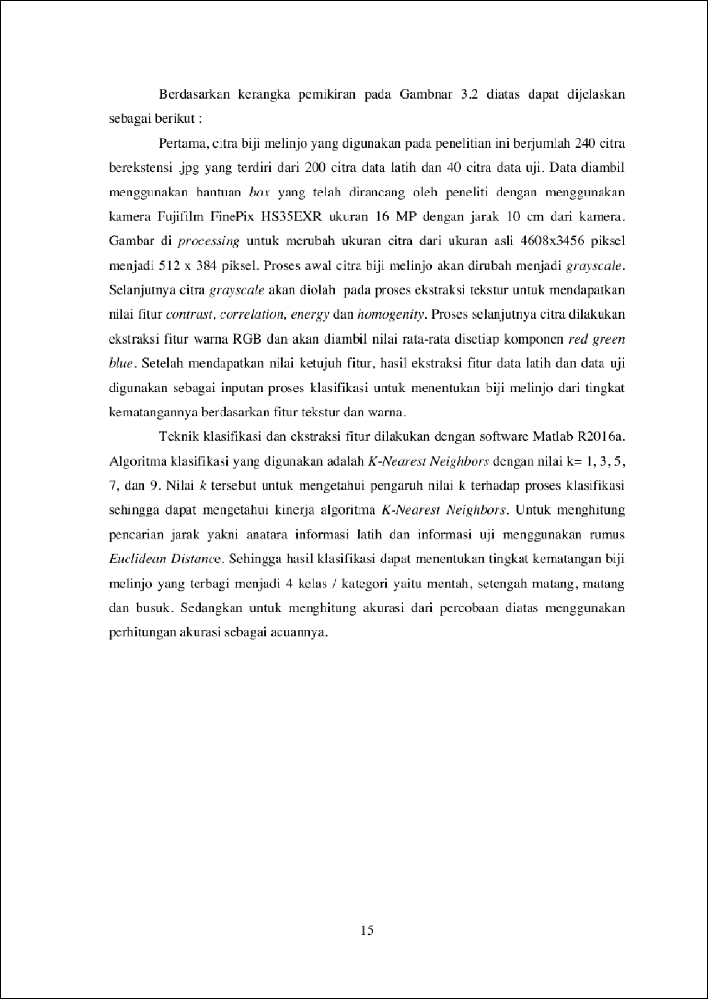 Berdasarkan kerangka pemikiran pada Gambnar 3.2 diatas dapat dijelaskan
sebagai berikut :
Pertama, citra biji melinjo yang digunakan pada penelitian ini berjumlah 240 citra
berekstensi .jpg yang terdiri dari 200 citra data latih dan 40 citra data uji. Data diambil
menggunakan bantuan box yang telah dirancang oleh peneliti dengan menggunakan
kamera Fujifilm FinePix HS35EXR ukuran 16 MP dengan jarak 10 cm dari kamera.
Gambar di processing untuk merubah ukuran citra dari ukuran asli 4608x3456 piksel
menjadi 512 x 384 piksel. Proses awal citra biji melinjo akan dirubah menjadi grayscale.
Selanjutnya citra grayscale akan diolah pada proses ekstraksi tekstur untuk mendapatkan
nilai fitur contrast, correlation, energy dan homogenity. Proses selanjutnya citra dilakukan
ekstraksi fitur warna RGB dan akan diambil nilai rata-rata disetiap komponen red green
blue. Setelah mendapatkan nilai ketujuh fitur, hasil ekstraksi fitur data latih dan data uji
digunakan sebagai inputan proses klasifikasi untuk menentukan biji melinjo dari tingkat
kematangannya berdasarkan fitur tekstur dan warna.
Teknik klasifikasi dan ekstraksi fitur dilakukan dengan software Matlab R2016a.
Algoritma klasifikasi yang digunakan adalah K-Nearest Neighbors dengan nilai k= 1, 3, 5,
7, dan 9. Nilai k tersebut untuk mengetahui pengaruh nilai k terhadap proses klasifikasi
sehingga dapat mengetahui kinerja algoritma K-Nearest Neighbors. Untuk menghitung
pencarian jarak yakni anatara informasi latih dan informasi uji menggunakan rumus
Euclidean Distance. Sehingga hasil klasifikasi dapat menentukan tingkat kematangan biji
melinjo yang terbagi menjadi 4 kelas / kategori yaitu mentah, setengah matang, matang
dan busuk. Sedangkan untuk menghitung akurasi dari percobaan diatas menggunakan
perhitungan akurasi sebagai acuannya.
15